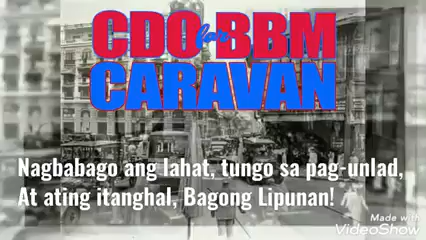 CDO for BBM
CARAVAN
Nagbabago ang lahat, tungo sa pag-unlad,
At ating itanghal, Bagong Lipunan!
Made with
VideoShow